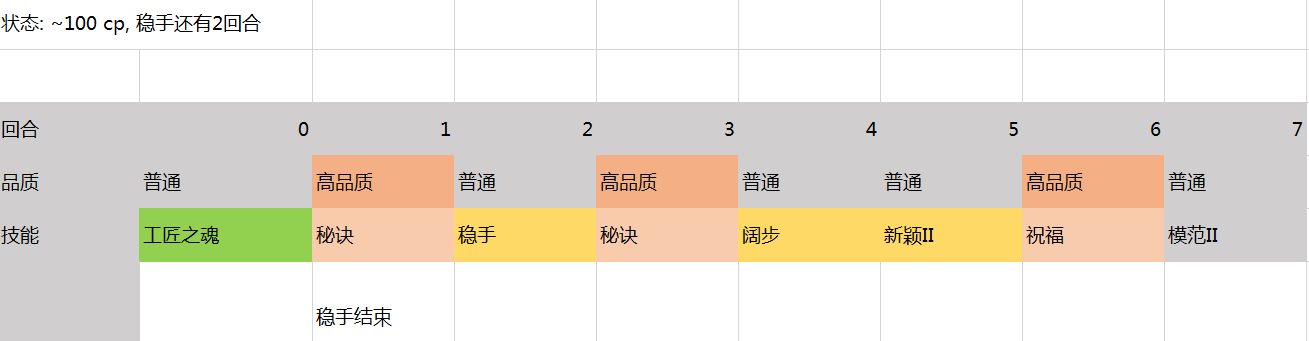 状态: ~100 cp, 稳手还有2回合
回合 0 1 2 3 4 5 6 7
品质 普通 高品质 普通 高品质 普通 普通 高品质 普通
技能 工匠之魂 秘诀 稳手 秘诀 阔步 新颖II 祝福 模范II
稳手结束